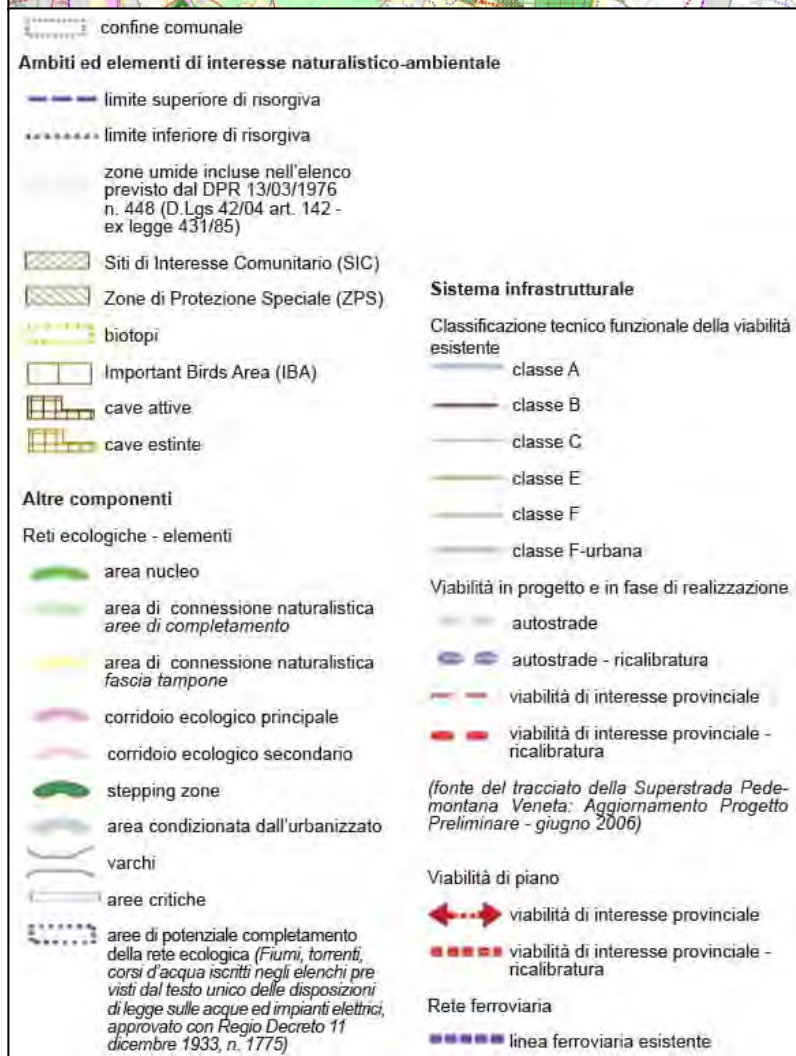 confine comunale
Ambiti ed elementi di interesse naturalistico-ambientale
limite superiore di risorgiva
limite inferiore di risorgiva
zone umide incluse nell'elenco
previsto dal DPR 13/03/1976
n. 448 (D.Lgs 42/04 art. 142 -
ex legge 431/85)
Siti di Interesse Comunitario (SIC)
Zone di Protezione Speciale (ZPS)
biotopi
Important Birds Area (IBA)
cave attive
cave estinte
Altre componenti
Reti ecologiche - elementi
area nucleo
area di connessione naturalistica
aree di completamento
area di connessione naturalistica
fascia tampone
corridoio ecologico principale
corridoio ecologico secondario
stepping zone
area condizionata dall'urbanizzato
varchi
aree critiche
aree di potenziale completamento
della rete ecologica (Fiumi, torrenti,
corsi d'acqua iscritti negli elenchi pre
visti dal testo unico delle disposizioni
di legge sulle acque ed impianti elettrici,
approvato con Regio Decreto 11
dicembre 1933, n. 1775)
Sistema infrastrutturale
Classificazione tecnico funzionale della viabilità
esistente
classe A
classe B
classe C
classe E
classe F
classe F-urbana
Viabilità in progetto e in fase di realizzazione
autostrade
autostrade - ricalibratura
viabilità di interesse provinciale
viabilità di interesse provinciale -
ricalibratura
(fonte del tracciato della Superstrada Pede-
montana Veneta: Aggiornamento Progetto
Preliminare - giugno 2006)
Viabilità di piano
viabilità di interesse provinciale
viabilità di interesse provinciale -
ricalibratura
Rete ferroviaria
linea ferroviaria esistente